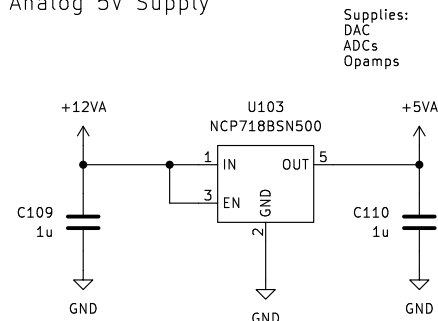 Analog 5V Supply
Supplies:
DAC
ADCs
Opamps
+12VA
U103
NCP718BSN500
+5VA
1
IN
OUT
5
3
EN
GND
2
C109
1u
C110
1u
GND
GND
GND